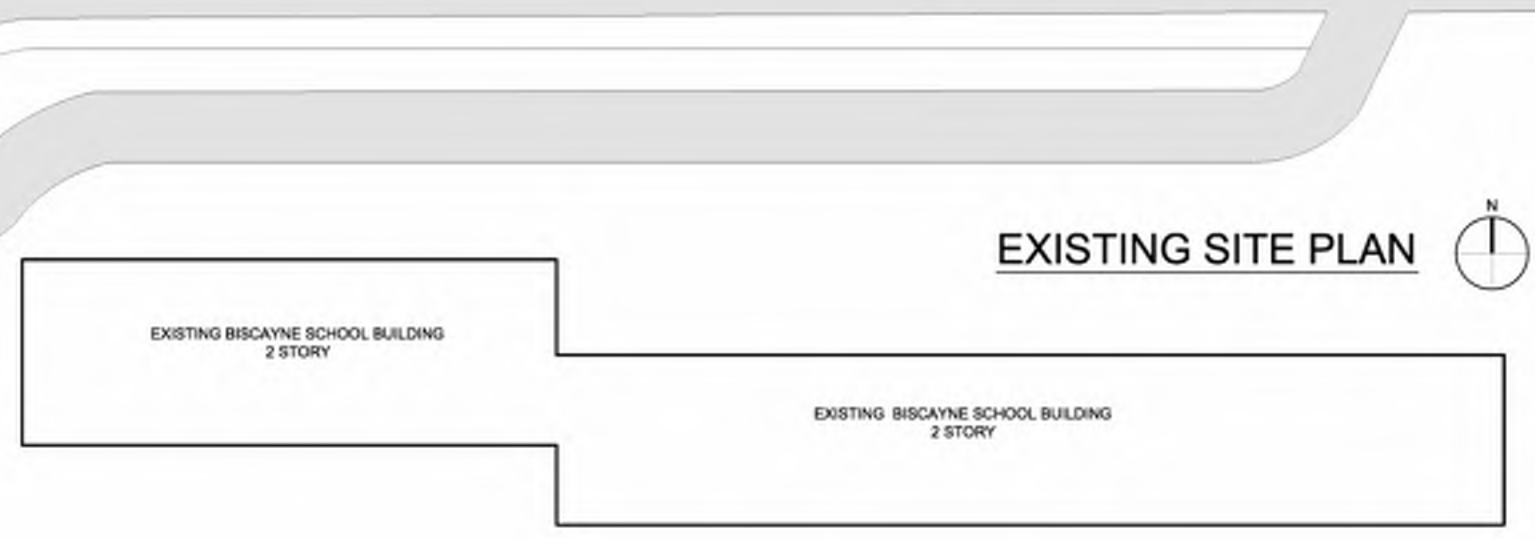 N
EXISTING SITE PLAN
EXISTING BISCAYNE SCHOOL BUILDING
2 STORY
EXISTING BISCAYNE SCHOOL BUILDING
2 STORY